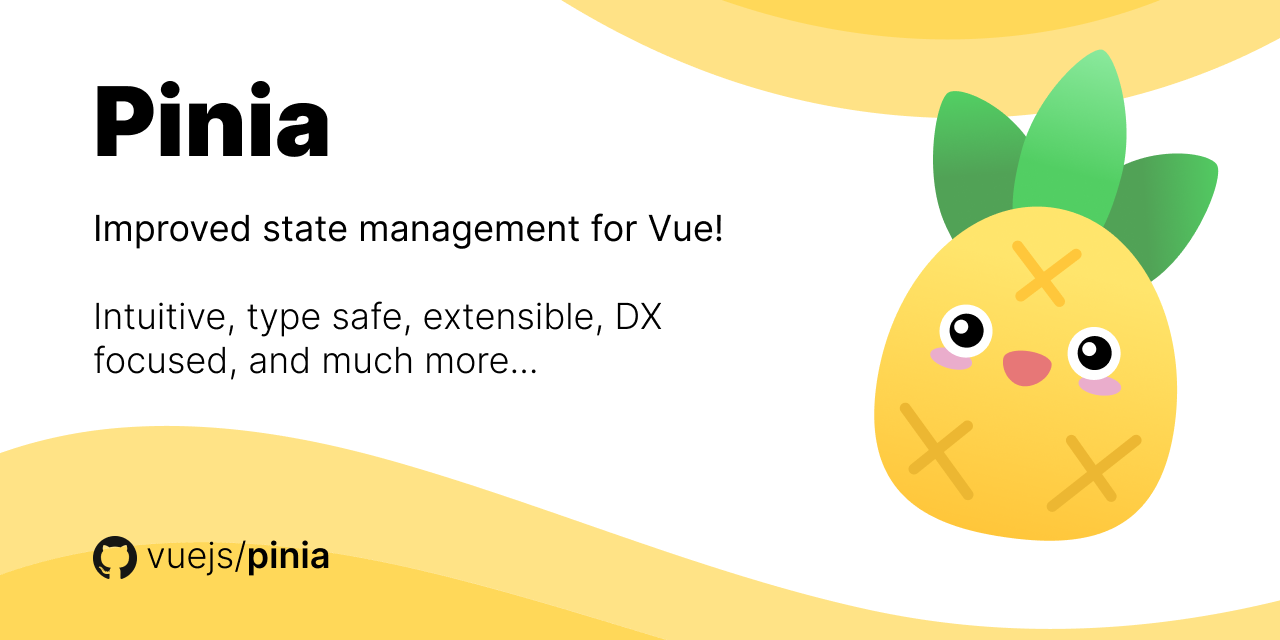 Pinia
Improved state management for Vue!
Intuitive, type safe, extensible, DX
focused, and much more...
vuejs/pinia